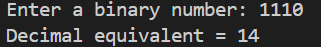 Enter a binary number: 1110
Decimal equivalent = 14